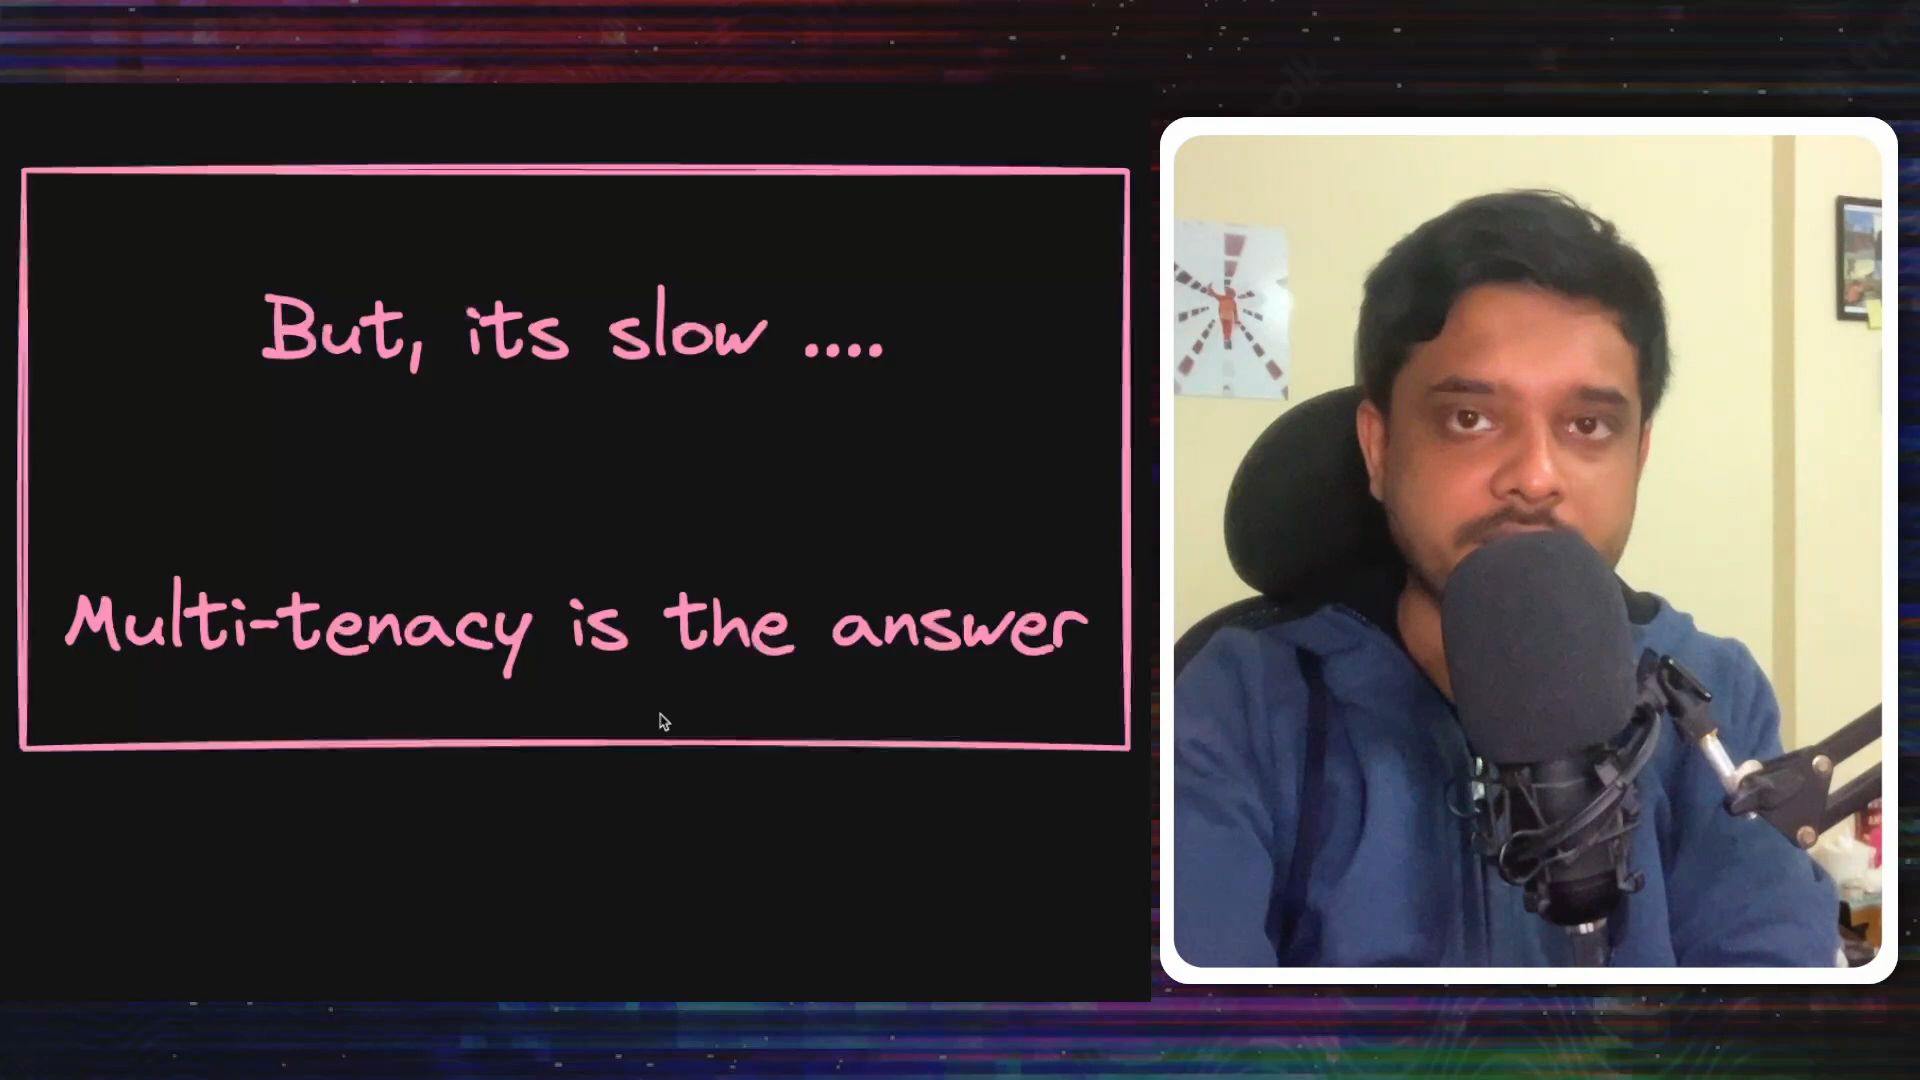 But, its slow ....
Multi-tenacy is the answer